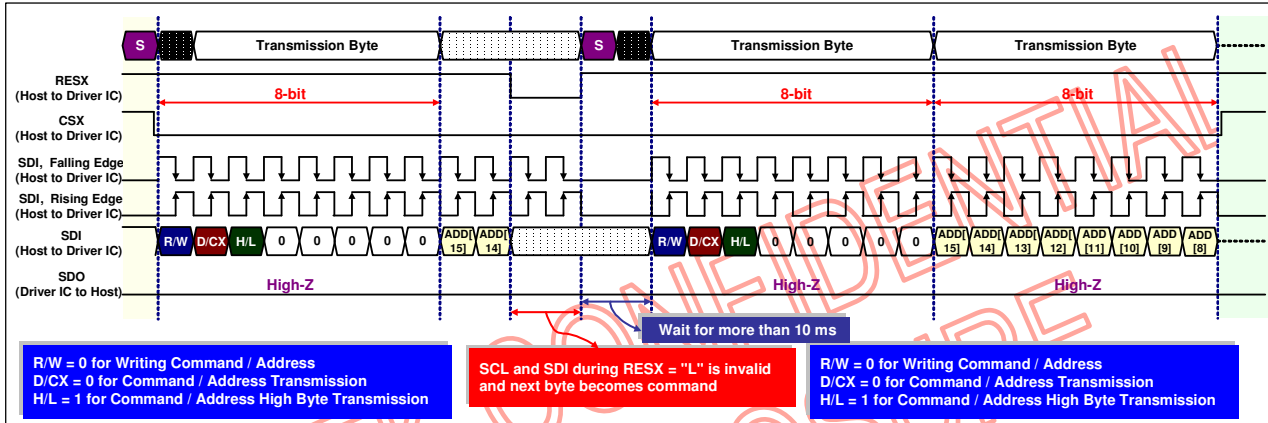 S
Transmission Byte
S
Transmission Byte
Transmission Byte
RESX
(Host to Driver IC)
8-bit
8-bit
8-bit
CSX
(Host to Driver IC)
SDI, Falling Edge
(Host to Driver IC)
SDI, Rising Edge
(Host to Driver IC)
SDI
(Host to Driver IC)
R/W D/CX H/L 0 0 0 0 0 ADD[15] ADD[14]
R/W D/CX H/L 0 0 0 0 0 ADD[15] ADD[14] ADD[13] ADD[12] ADD[11] ADD[10] ADD[9] ADD[8]
SDO
(Driver IC to Host)
High-Z
High-Z
High-Z
Wait for more than 10 ms
R/W = 0 for Writing Command / Address
D/CX = 0 for Command / Address Transmission
H/L = 1 for Command / Address High Byte Transmission
SCL and SDI during RESX = "L" is invalid
and next byte becomes command
R/W = 0 for Writing Command / Address
D/CX = 0 for Command / Address Transmission
H/L = 1 for Command / Address High Byte Transmission
CONFIDENTIAL